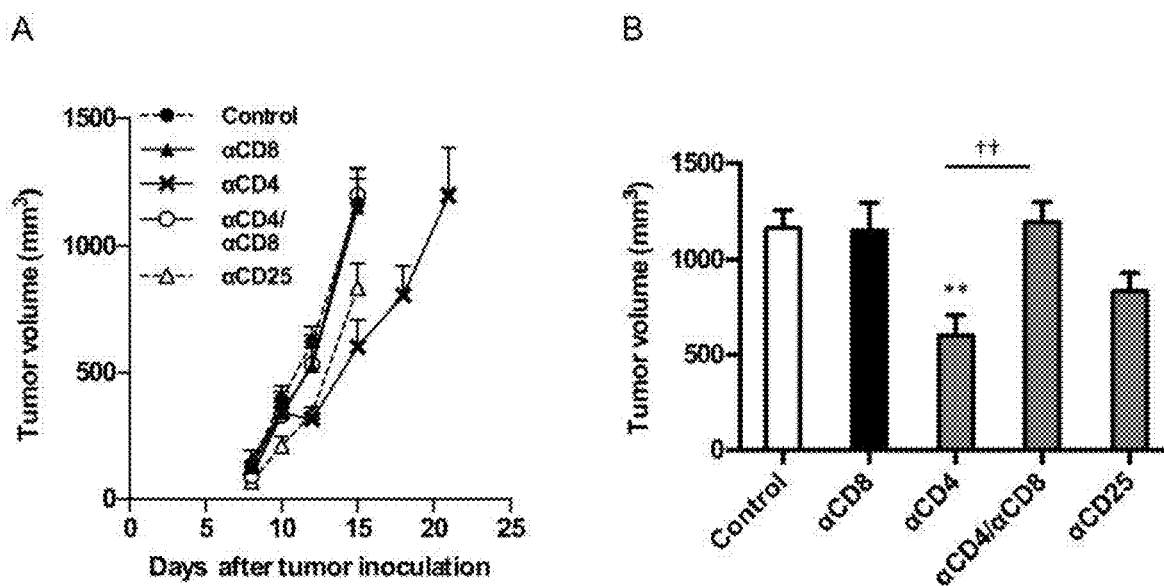 A
B
Tumor volume (mm³)
1500
1000
500
0
Control
αCD8
αCD4
αCD4/
αCD8
αCD25
0
5
10
15
20
25
Days after tumor inoculation
Tumor volume (mm³)
1500
1000
500
0
††
**
Control
αCD8
αCD4
αCD4/αCD8
αCD25